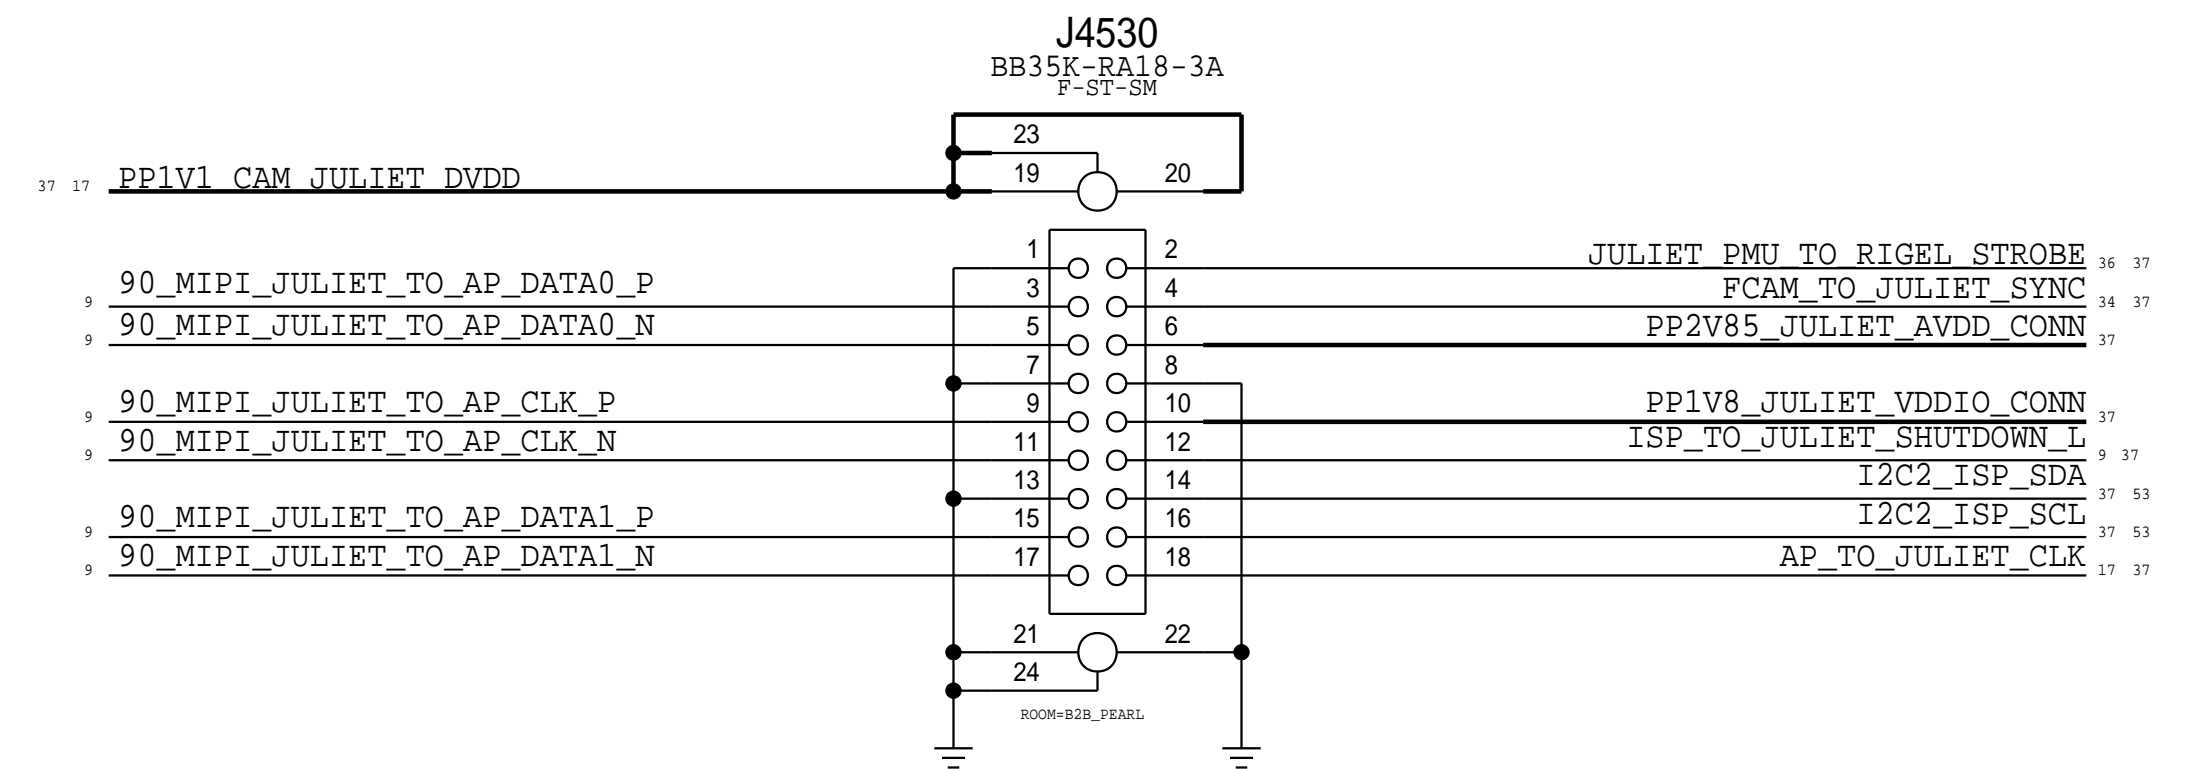 J4530
BB35K-RA18-3A
F-ST-SM
23
37 17 PP1V1_CAM_JULIET_DVDD 19 20
1 2 JULIET_PMU_TO_RIGEL_STROBE 36 37
9 90_MIPI_JULIET_TO_AP_DATA0_P 3 4 FCAM_TO_JULIET_SYNC 34 37
9 90_MIPI_JULIET_TO_AP_DATA0_N 5 6 PP2V85_JULIET_AVDD_CONN 37
7 8
9 90_MIPI_JULIET_TO_AP_CLK_P 9 10 PP1V8_JULIET_VDDIO_CONN 37
9 90_MIPI_JULIET_TO_AP_CLK_N 11 12 ISP_TO_JULIET_SHUTDOWN_L 9 37
13 14 I2C2_ISP_SDA 37 53
9 90_MIPI_JULIET_TO_AP_DATA1_P 15 16 I2C2_ISP_SCL 37 53
9 90_MIPI_JULIET_TO_AP_DATA1_N 17 18 AP_TO_JULIET_CLK 17 37
21 22
24
ROOM=B2B_PEARL